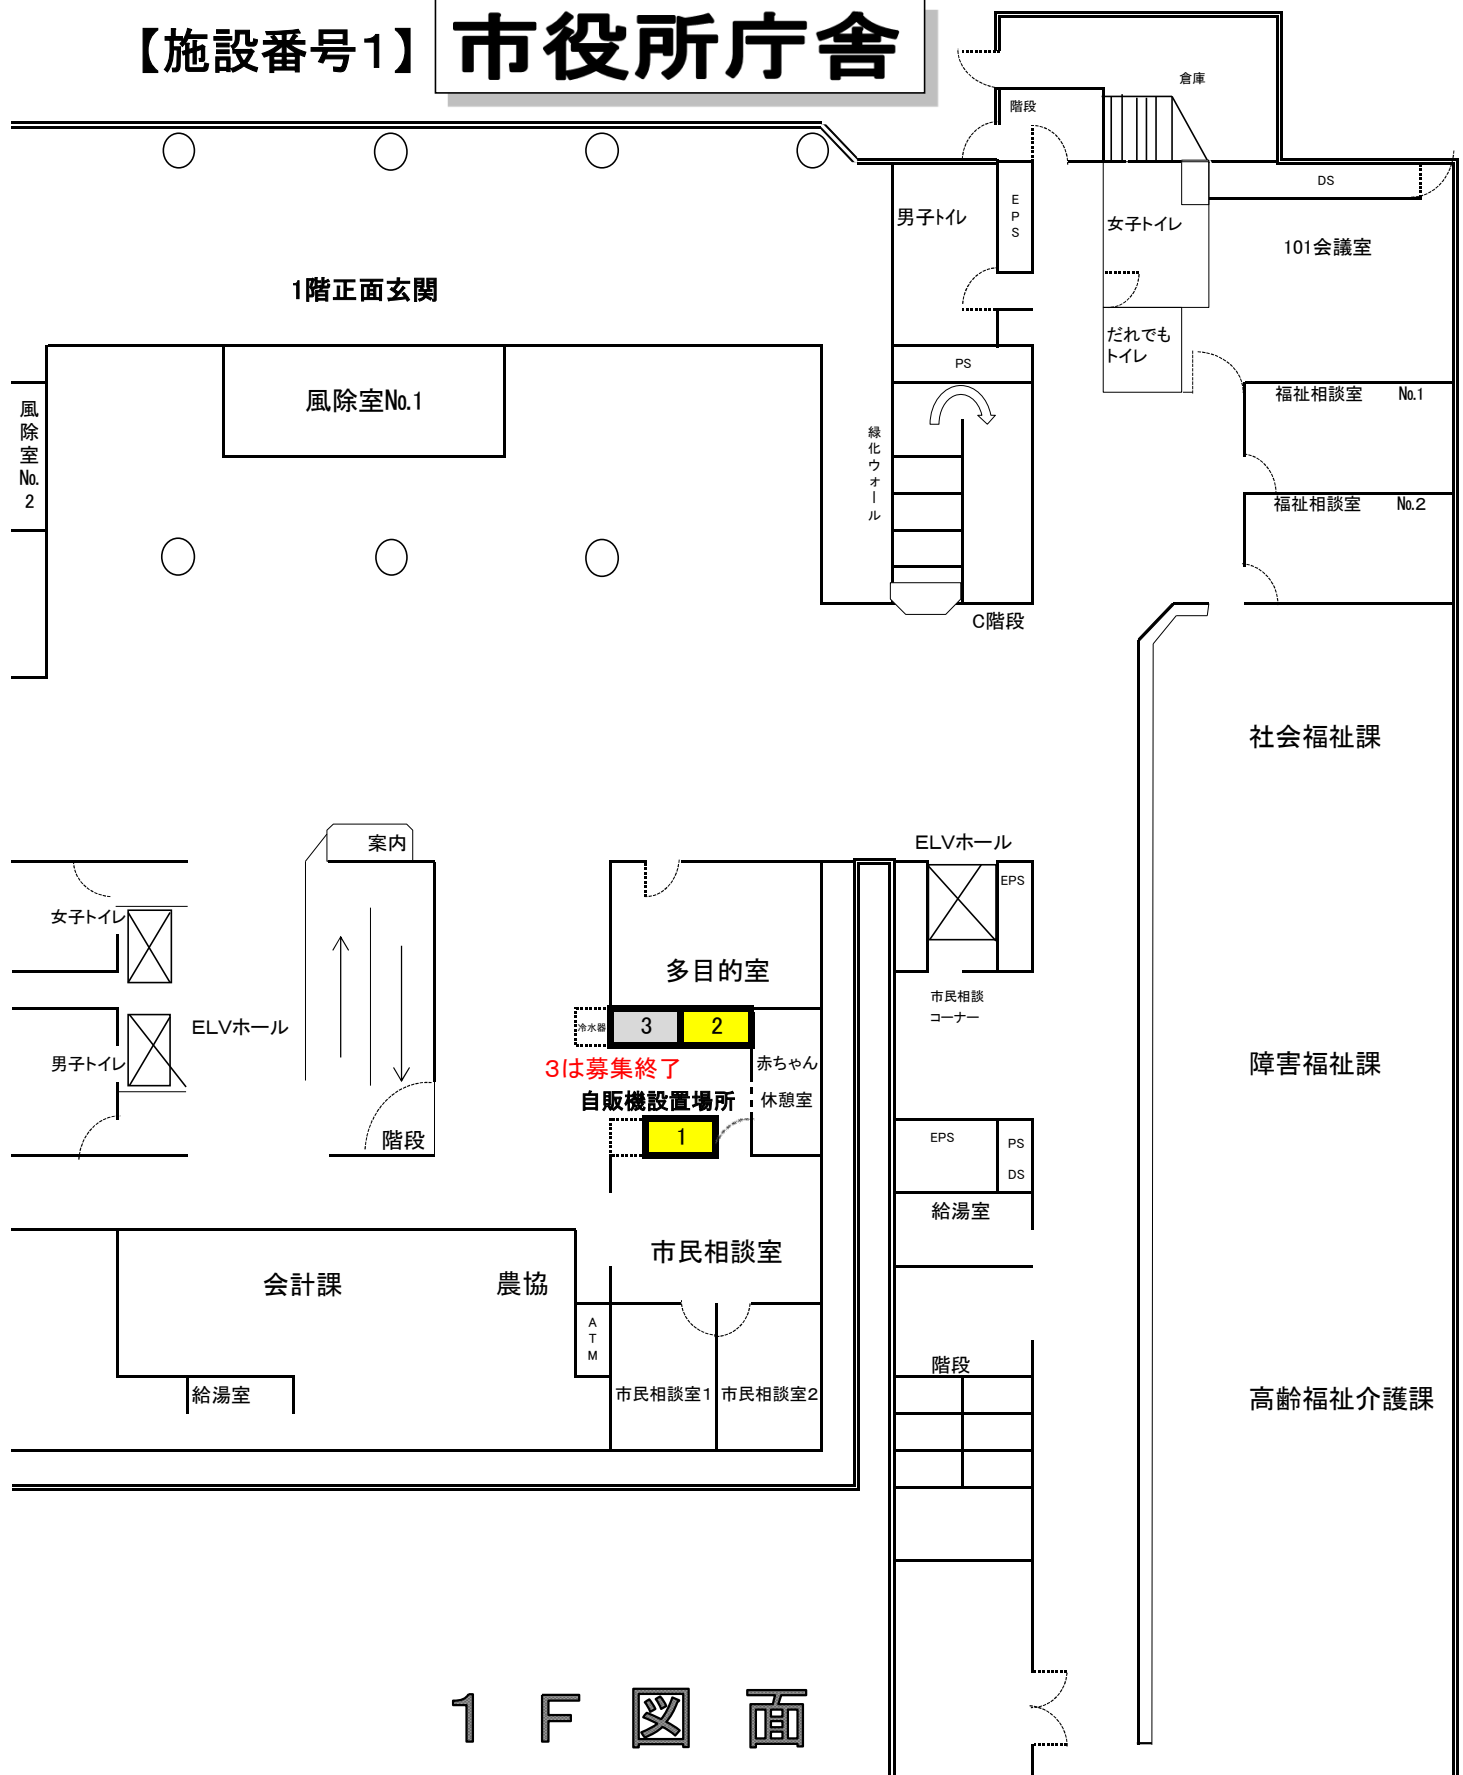 【施設番号1】
市役所庁舎
倉庫
階段
DS
EPS
男子トイレ
女子トイレ
101会議室
1階正面玄関
だれでも
トイレ
PS
福祉相談室 No.1
風除室No.1
風除室No.2
緑化ウォール
福祉相談室 No.2
C階段
社会福祉課
案内
ELVホール
EPS
女子トイレ
多目的室
市民相談
コーナー
ELVホール
冷水器
3
2
男子トイレ
3は募集終了
赤ちゃん
休憩室
障害福祉課
自販機設置場所
1
階段
EPS
PS
DS
給湯室
市民相談室
会計課
農協
ATM
階段
給湯室
市民相談室1
市民相談室2
高齢福祉介護課
1F図面